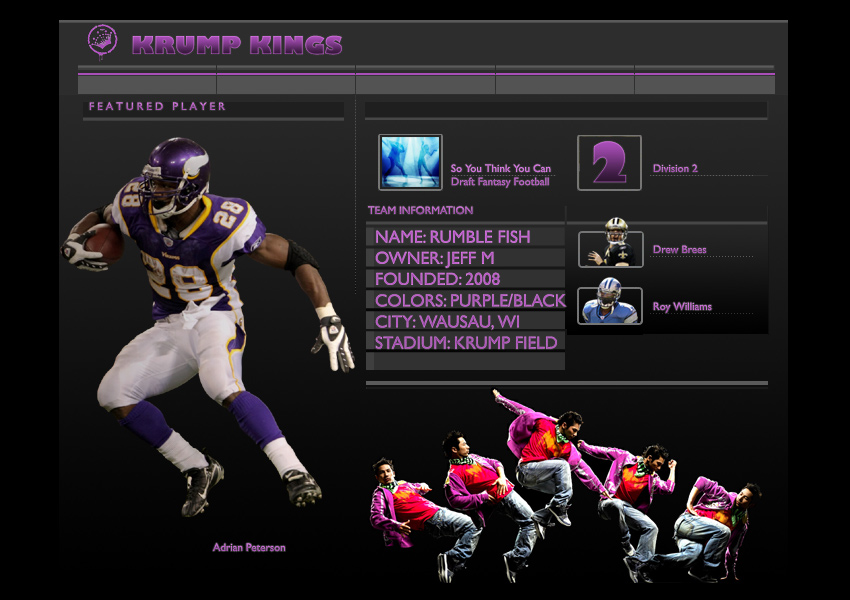 KRUMP KINGS
FEATURED PLAYER
So You Think You Can
Draft Fantasy Football
2
Division 2
TEAM INFORMATION
NAME: RUMBLE FISH
OWNER: JEFF M
FOUNDED: 2008
COLORS: PURPLE/BLACK
CITY: WAUSAU, WI
STADIUM: KRUMP FIELD
Drew Brees
Roy Williams
28
28
28
Adrian Peterson